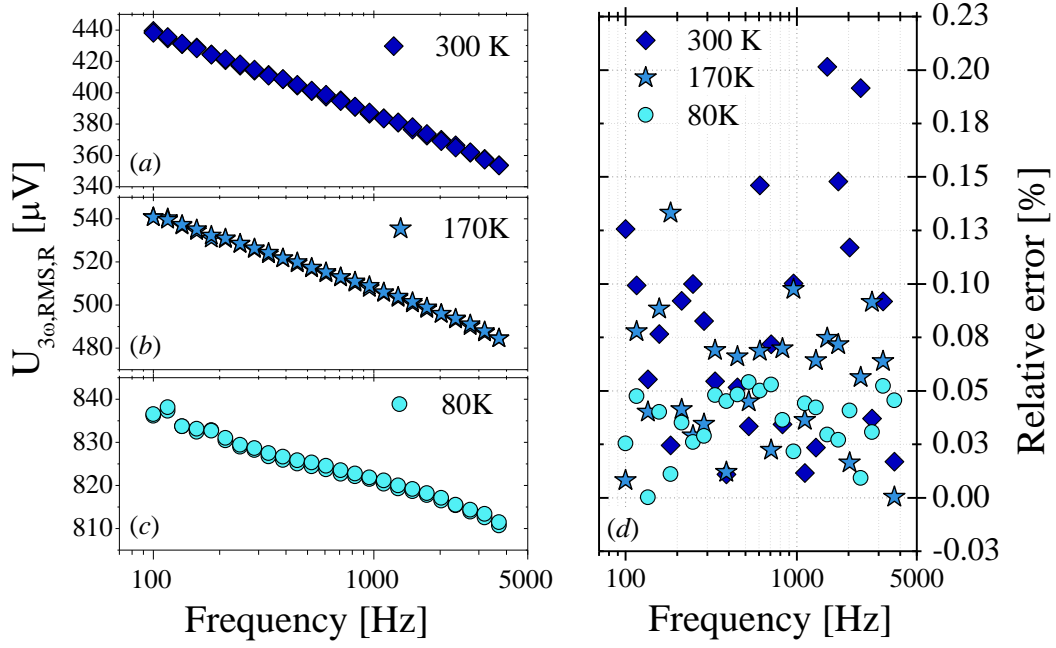 U3ω,RMS,R [μV]
440
420
400
380
360
340
300 K
(a)
540
520
500
480
170K
(b)
840
830
820
810
80K
(c)
100
1000
5000
Frequency [Hz]
300 K
170K
80K
(d)
0.23
0.20
0.18
0.15
0.13
0.10
0.08
0.05
0.03
0.00
-0.03
Relative error [%]
100
1000
5000
Frequency [Hz]